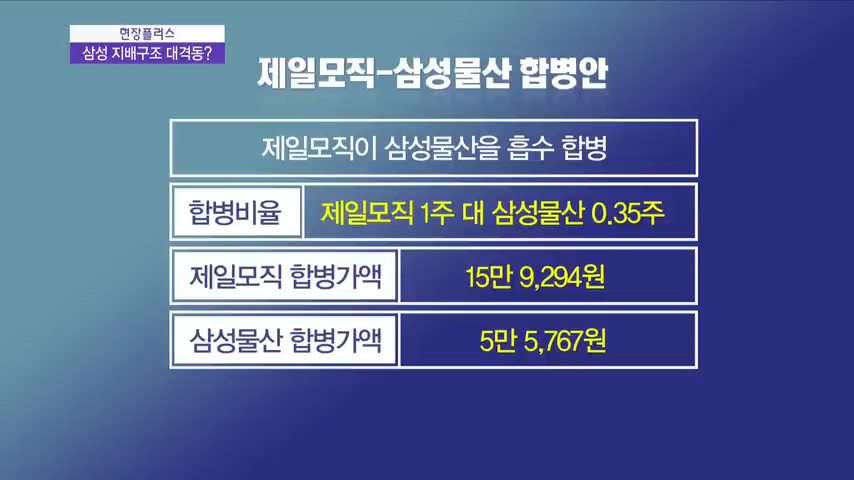 현장플러스
삼성 지배구조 대격동?
제일모직-삼성물산 합병안
제일모직이 삼성물산을 흡수 합병
합병비율 제일모직 1주 대 삼성물산 0.35주
제일모직 합병가액 15만 9,294원
삼성물산 합병가액 5만 5,767원